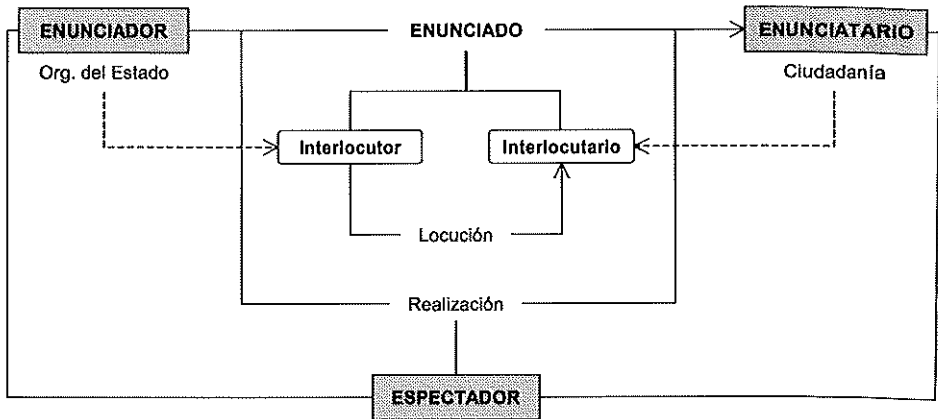 ENUNCIADOR
ENUNCIADO
ENUNCIATARIO
Org. del Estado
Ciudadanía
Interlocutor
Interlocutario
Locución
Realización
ESPECTADOR